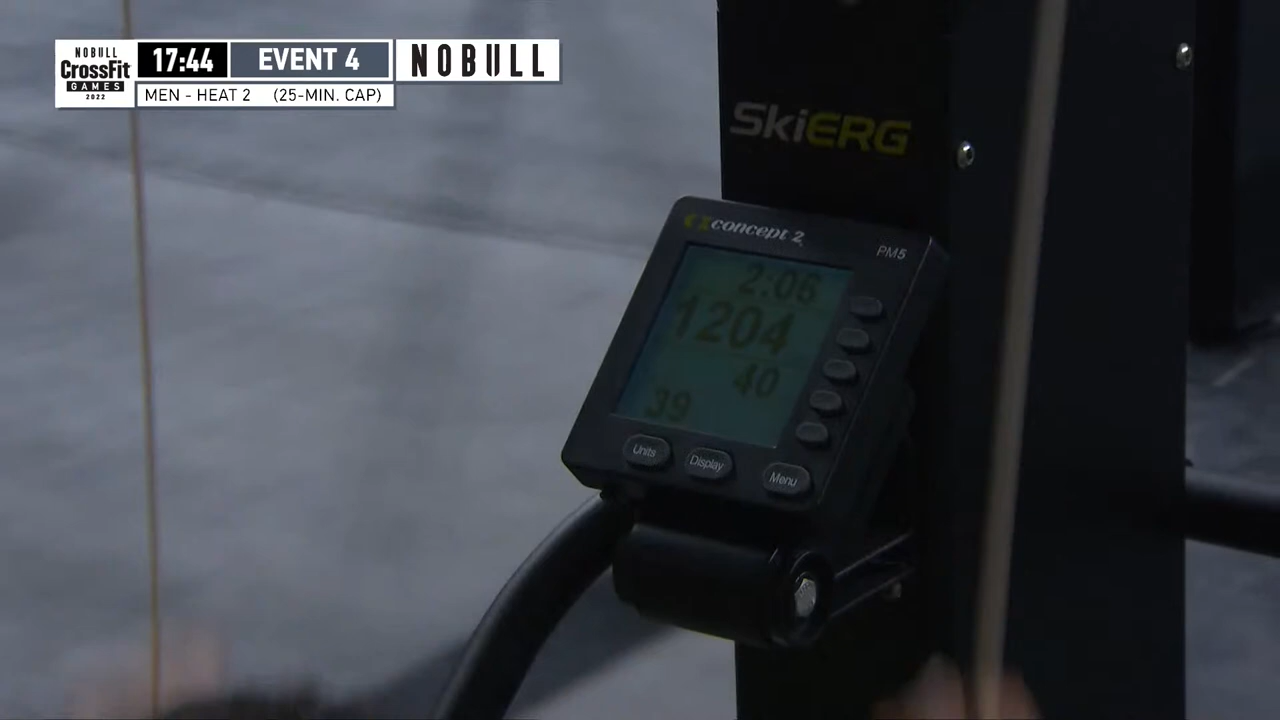 NOBULL
CrossFit
GAMES
2022
17:44
EVENT 4
NOBULL
MEN - HEAT 2 (25-MIN. CAP)
SkiERG
concept 2
PM5
2:06
1204
40
39
Units
Display
Menu